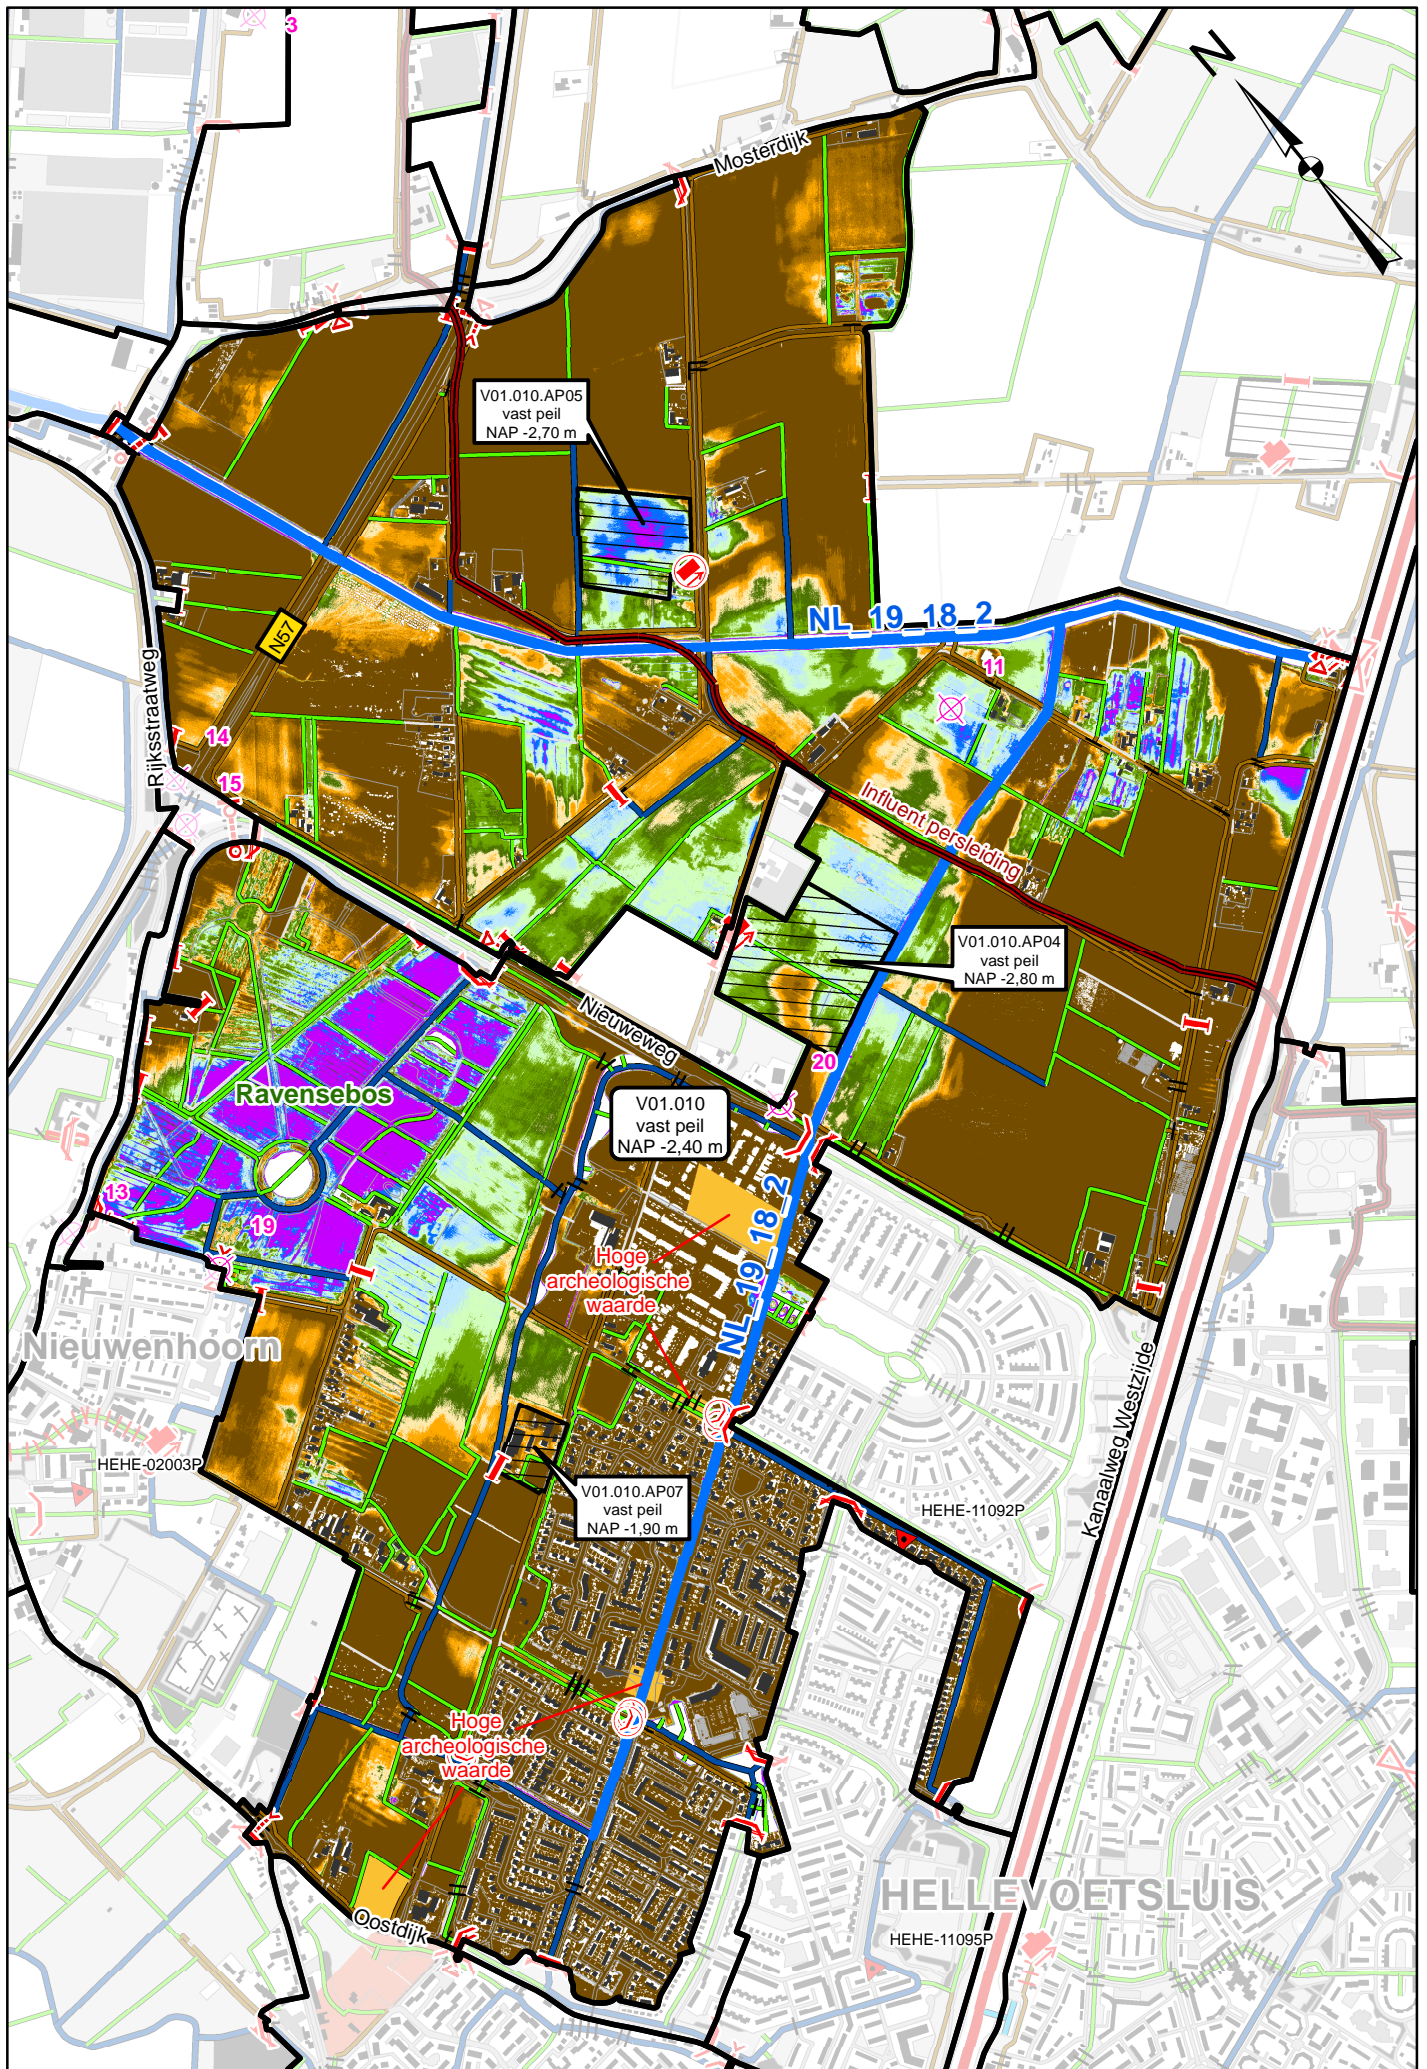 3
N
Mosterdijk
V01.010.AP05
vast peil
NAP -2,70 m
NL_19_18_2
N57
11
Rijksstraatweg
14
15
Influent persleiding
V01.010.AP04
vast peil
NAP -2,80 m
Nieuweweg
20
Ravensebos
V01.010
vast peil
NAP -2,40 m
13
19
NL_19_18_2
Hoge
archeologische
waarde
Nieuwenhoorn
Kanaalweg Westzijde
HEHE-02003P
V01.010.AP07
vast peil
NAP -1,90 m
HEHE-11092P
Hoge
archeologische
waarde
HELLEVOETSLUIS
Oostdijk
HEHE-11095P